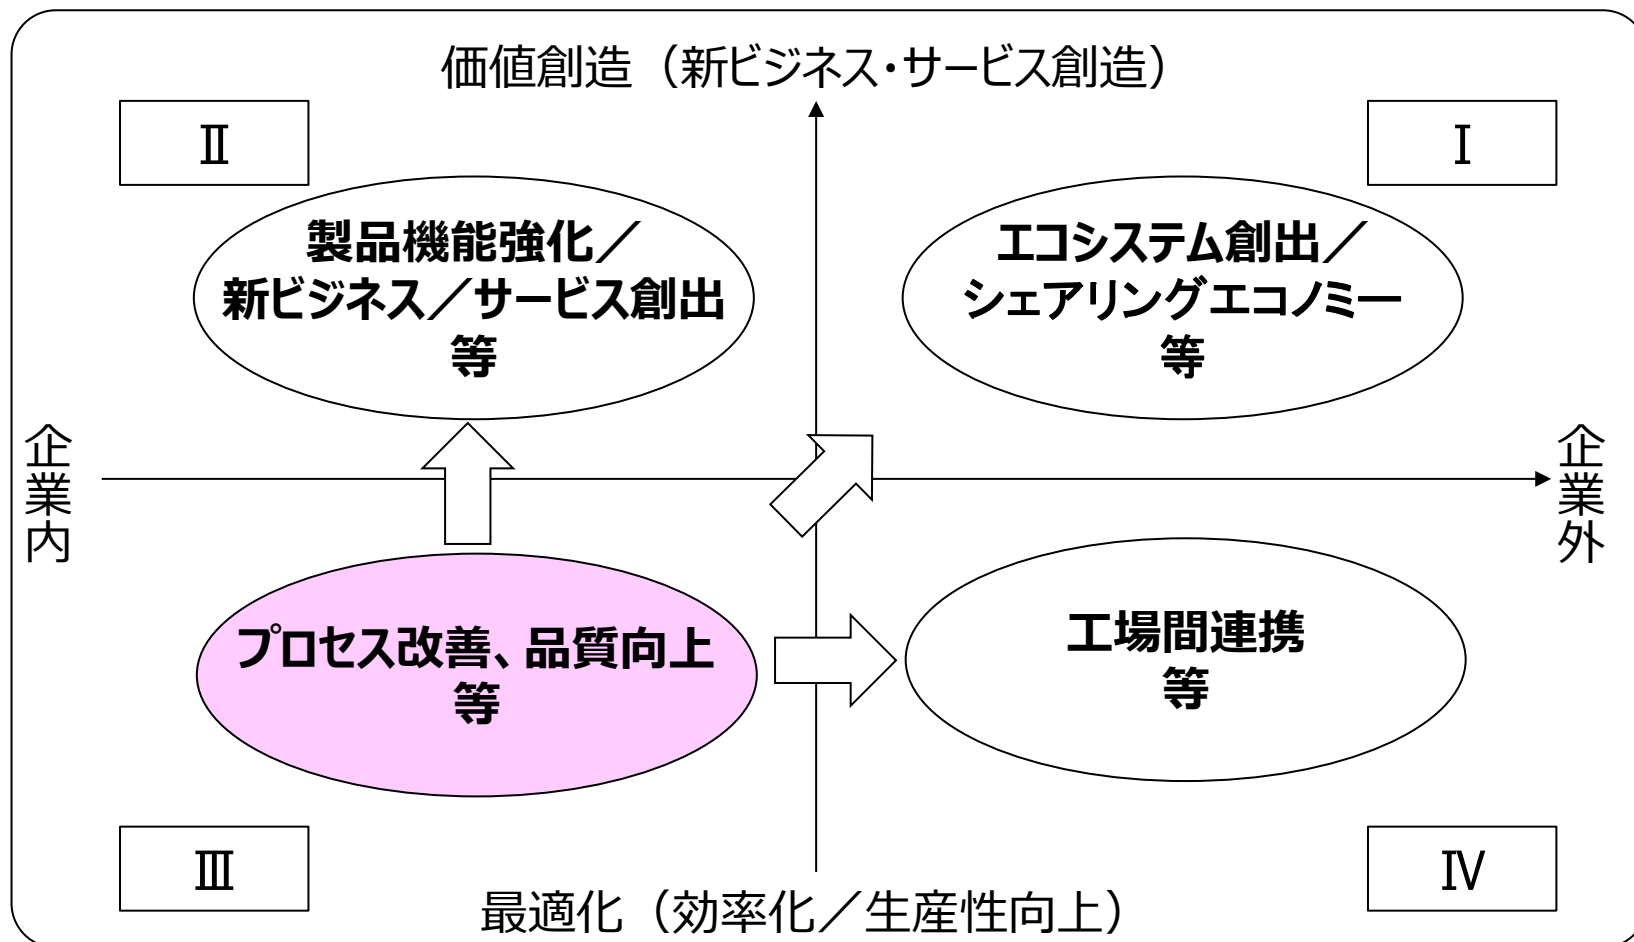 価値創造（新ビジネス・サービス創造）
Ⅱ
Ⅰ
製品機能強化／
新ビジネス／サービス創出
等
エコシステム創出／
シェアリングエコノミー
等
企業内
企業外
プロセス改善、品質向上
等
工場間連携
等
Ⅲ
Ⅳ
最適化（効率化／生産性向上）